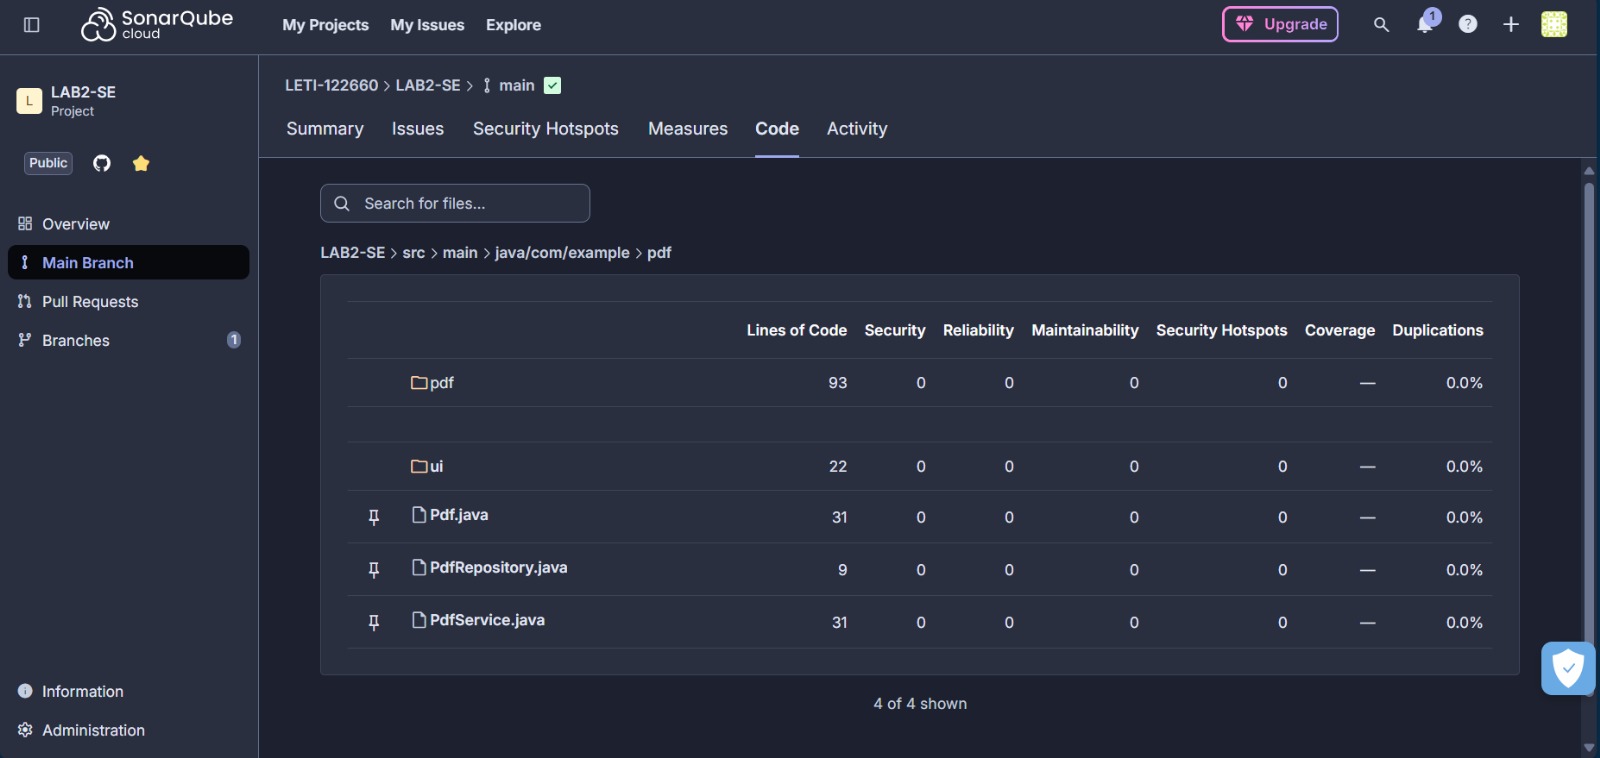 SonarQube
cloud
My Projects My Issues Explore
Upgrade
1
?
L
LAB2-SE
Project
Public
Overview
Main Branch
Pull Requests
Branches 1
Information
Administration
LETI-122660 > LAB2-SE > main
Summary Issues Security Hotspots Measures Code Activity
Search for files...
LAB2-SE > src > main > java/com/example > pdf
Lines of Code Security Reliability Maintainability Security Hotspots Coverage Duplications
pdf 93 0 0 0 0 — 0.0%
ui 22 0 0 0 0 — 0.0%
Pdf.java 31 0 0 0 0 — 0.0%
PdfRepository.java 9 0 0 0 0 — 0.0%
PdfService.java 31 0 0 0 0 — 0.0%
4 of 4 shown